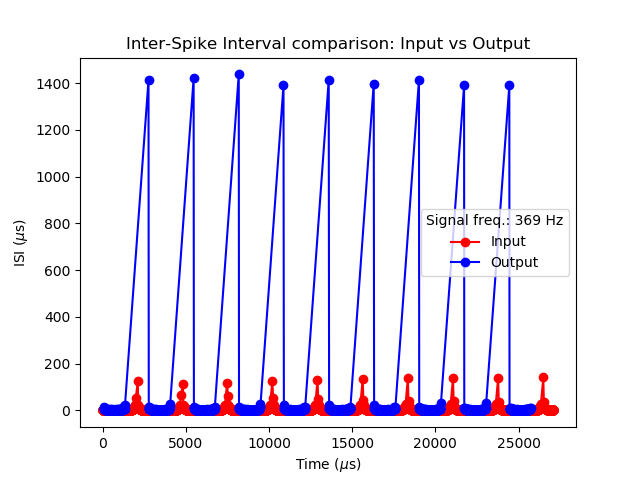 Inter-Spike Interval comparison: Input vs Output
ISI (μs)
1400
1200
1000
800
600
400
200
0
Signal freq.: 369 Hz
Input
Output
0 5000 10000 15000 20000 25000
Time (μs)